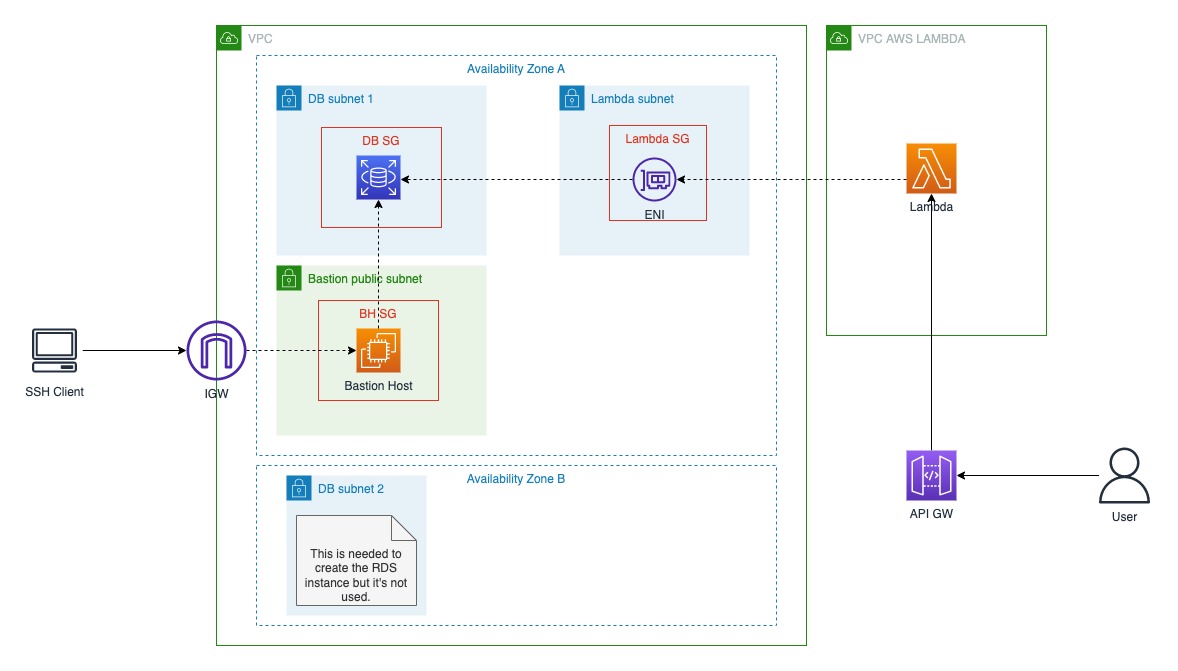 VPC
VPC AWS LAMBDA
Availability Zone A
DB subnet 1
Lambda subnet
DB SG
Lambda SG
ENI
Lambda
Bastion public subnet
BH SG
Bastion Host
SSH Client
IGW
Availability Zone B
DB subnet 2
This is needed to
create the RDS
instance but it's not
used.
API GW
User